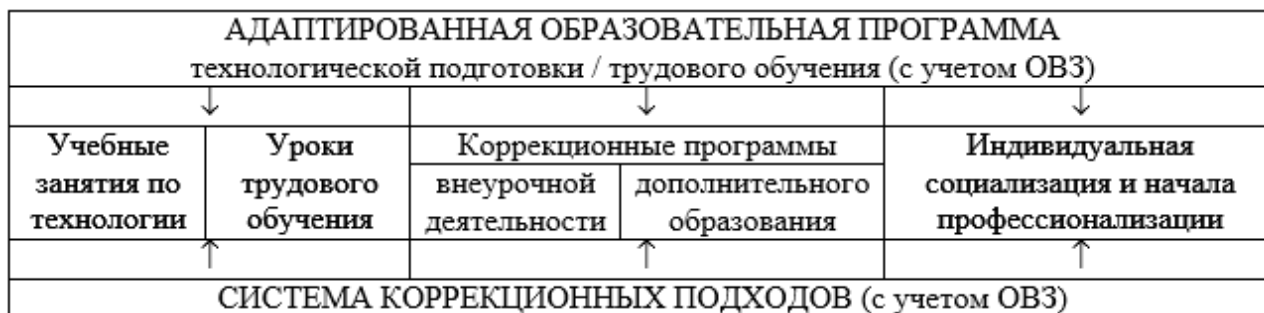 АДАПТИРОВАННАЯ ОБРАЗОВАТЕЛЬНАЯ ПРОГРАММА
технологической подготовки / трудового обучения (с учетом ОВЗ)
↓ ↓ ↓
Учебные
занятия по
технологии
Уроки
трудового
обучения
Коррекционные программы
внеурочной
деятельности
дополнительного
образования
Индивидуальная
социализация и начала
профессионализации
↑ ↑ ↑
СИСТЕМА КОРРЕКЦИОННЫХ ПОДХОДОВ (с учетом ОВЗ)